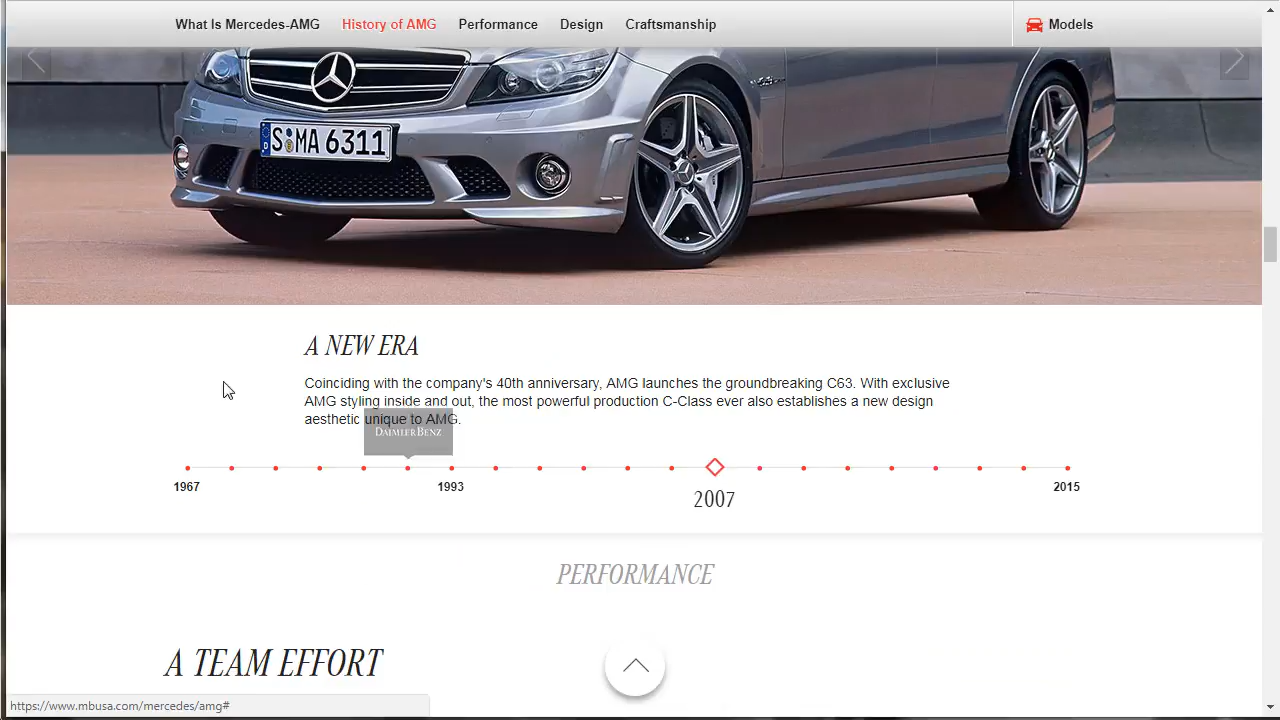 What Is Mercedes-AMG History of AMG Performance Design Craftsmanship Models
S MA 6311
A NEW ERA
Coinciding with the company's 40th anniversary, AMG launches the groundbreaking C63. With exclusive
AMG styling inside and out, the most powerful production C-Class ever also establishes a new design
aesthetic unique to AMG.
DAIMLERBENZ
1967 1993 2007 2015
PERFORMANCE
A TEAM EFFORT
https://www.mbusa.com/mercedes/amg#